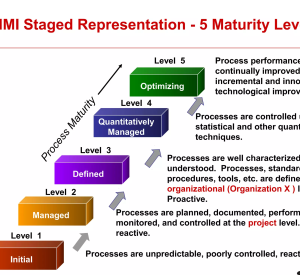 MMI Staged Representation - 5 Maturity Lev
Level 5
Process performance
continually improved
incremental and inno
technological improv
Optimizing
Level 4
Processes are controlled
statistical and other quan
techniques.
Quantitatively
Managed
Process Maturity
Level 3
Processes are well characterized
understood. Processes, standard
procedures, tools, etc. are define
organizational (Organization X ) l
Proactive.
Defined
Level 2
Processes are planned, documented, perform
monitored, and controlled at the project level.
reactive.
Managed
Level 1
Processes are unpredictable, poorly controlled, react
Initial